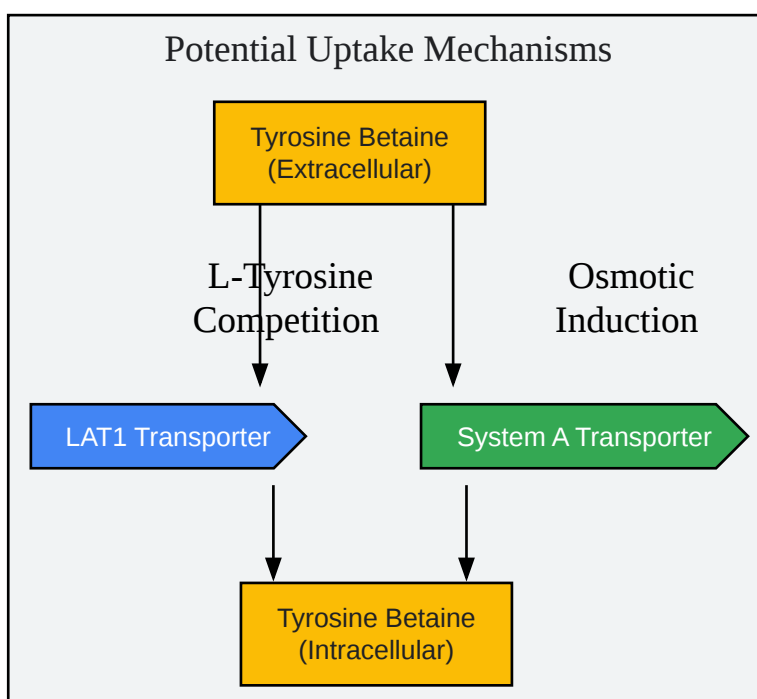 Potential Uptake Mechanisms
Tyrosine Betaine
(Extracellular)
L-Tyrosine
Competition
Osmotic
Induction
LAT1 Transporter
System A Transporter
Tyrosine Betaine
(Intracellular)